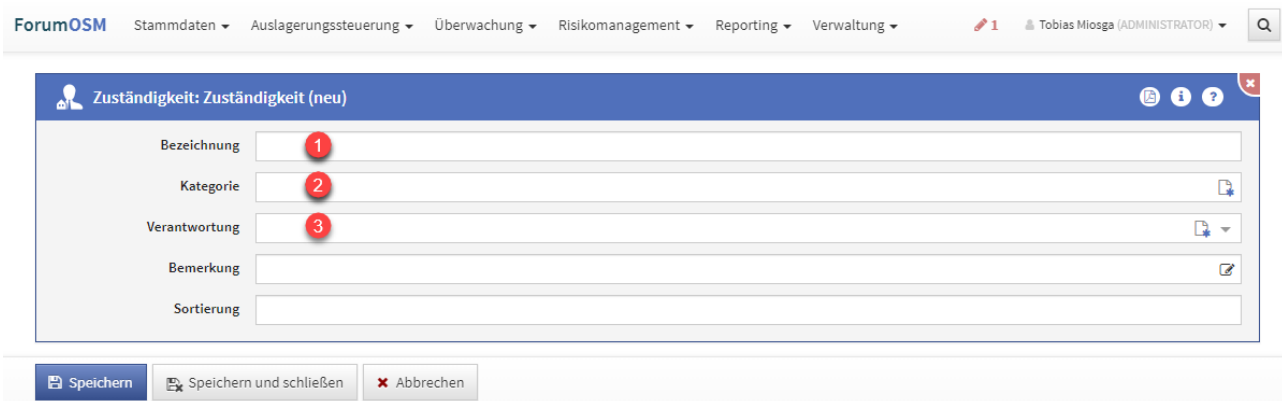 ForumOSM Stammdaten Auslagerungssteuerung Überwachung Risikomanagement Reporting Verwaltung 1 Tobias Miosga (ADMINISTRATOR)
Zuständigkeit: Zuständigkeit (neu)
Bezeichnung 1
Kategorie 2
Verantwortung 3
Bemerkung
Sortierung
Speichern Speichern und schließen Abbrechen